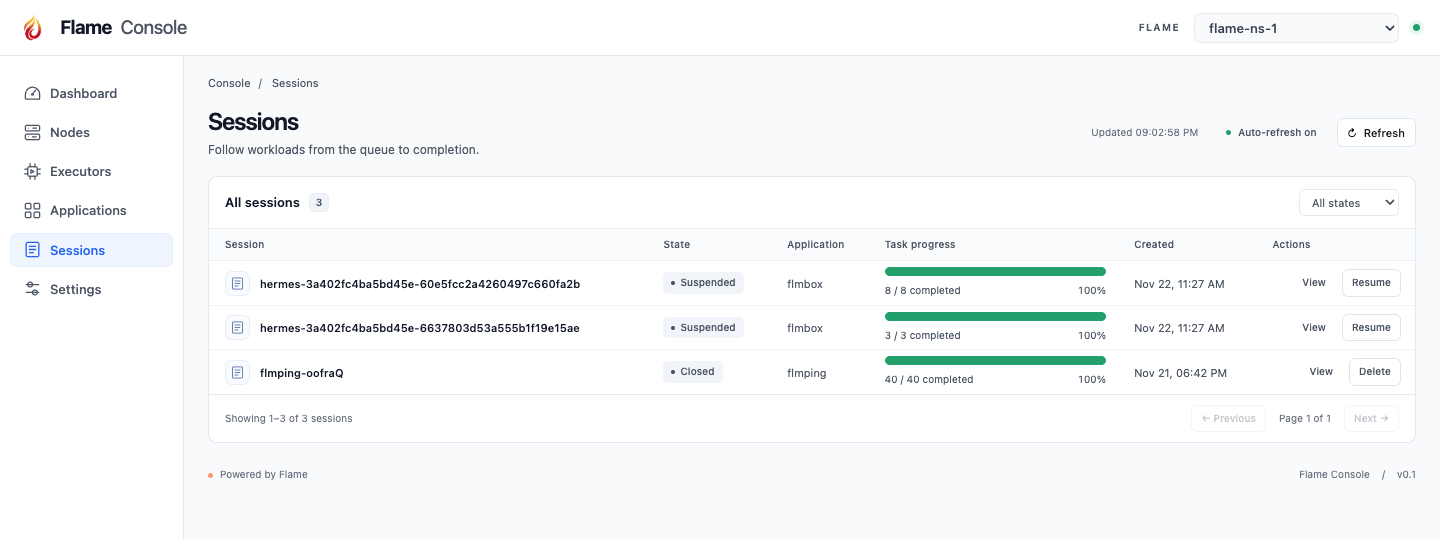 Flame Console
FLAME
flame-ns-1
Dashboard
Nodes
Executors
Applications
Sessions
Settings
Console / Sessions
Sessions
Follow workloads from the queue to completion.
Updated 09:02:58 PM
Auto-refresh on
Refresh
All sessions 3
All states
Session State Application Task progress Created Actions
hermes-3a402fc4ba5bd45e-60e5fcc2a4260497c660fa2b Suspended flmbox 8 / 8 completed 100% Nov 22, 11:27 AM View Resume
hermes-3a402fc4ba5bd45e-6637803d53a555b1f19e15ae Suspended flmbox 3 / 3 completed 100% Nov 22, 11:27 AM View Resume
flmping-oofraQ Closed flmping 40 / 40 completed 100% Nov 21, 06:42 PM View Delete
Showing 1–3 of 3 sessions
← Previous Page 1 of 1 Next →
Powered by Flame
Flame Console / v0.1